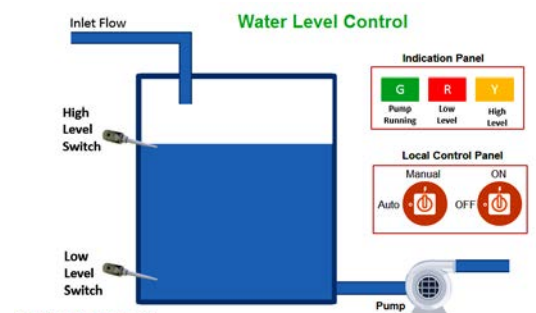 Water Level Control
Inlet Flow
Indication Panel
G
R
Y
Pump
Running
Low
Level
High
Level
High
Level
Switch
Local Control Panel
Manual
ON
Auto
OFF
Low
Level
Switch
Pump